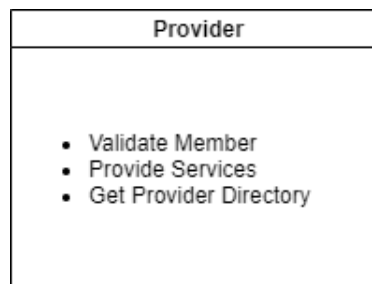 Provider
• Validate Member
• Provide Services
• Get Provider Directory